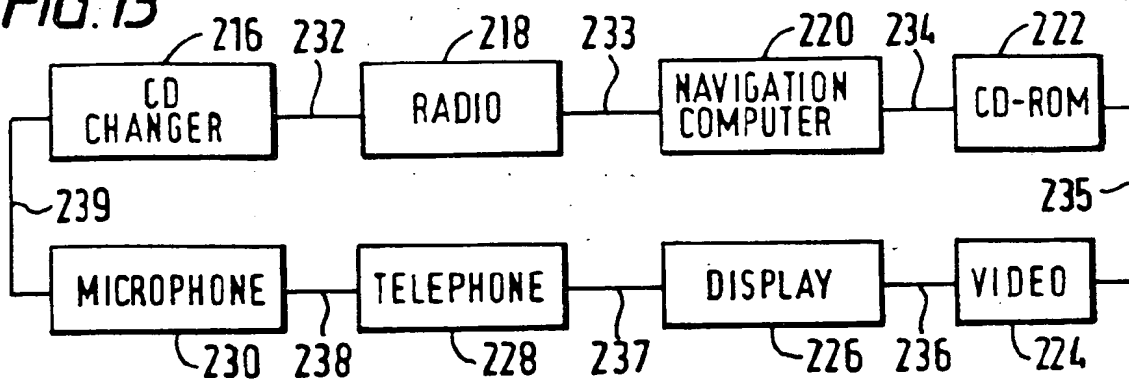 FIG. 13
216 232 218 233 220 234 222
CD CHANGER
RADIO
NAVIGATION COMPUTER
CD-ROM
239
235
MICROPHONE
TELEPHONE
DISPLAY
VIDEO
230 238 228 237 226 236 224